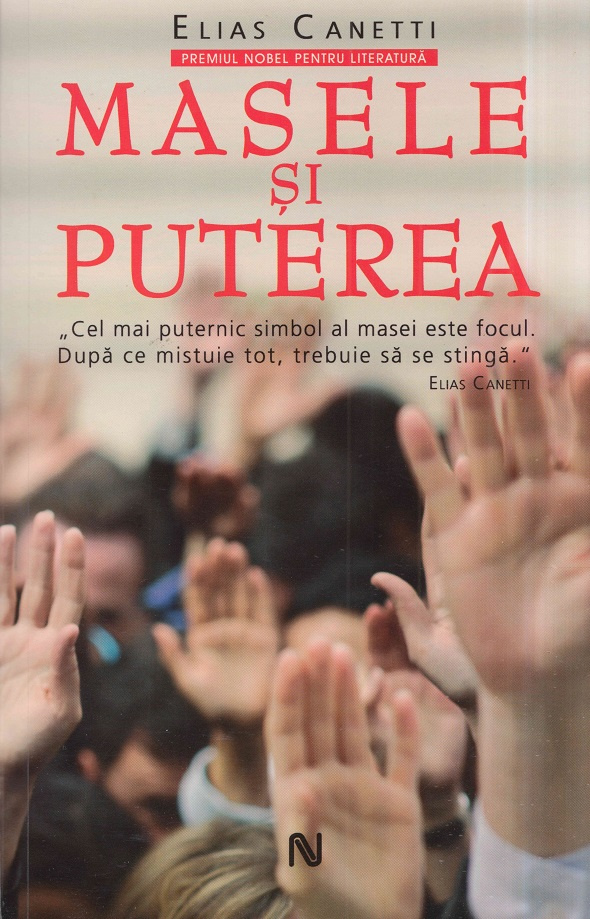 ELIAS CANETTI
PREMIUL NOBEL PENTRU LITERATURĂ
MASELE
ȘI
PUTEREA
„Cel mai puternic simbol al masei este focul.
După ce mistuie tot, trebuie să se stingă.“
ELIAS CANETTI
N